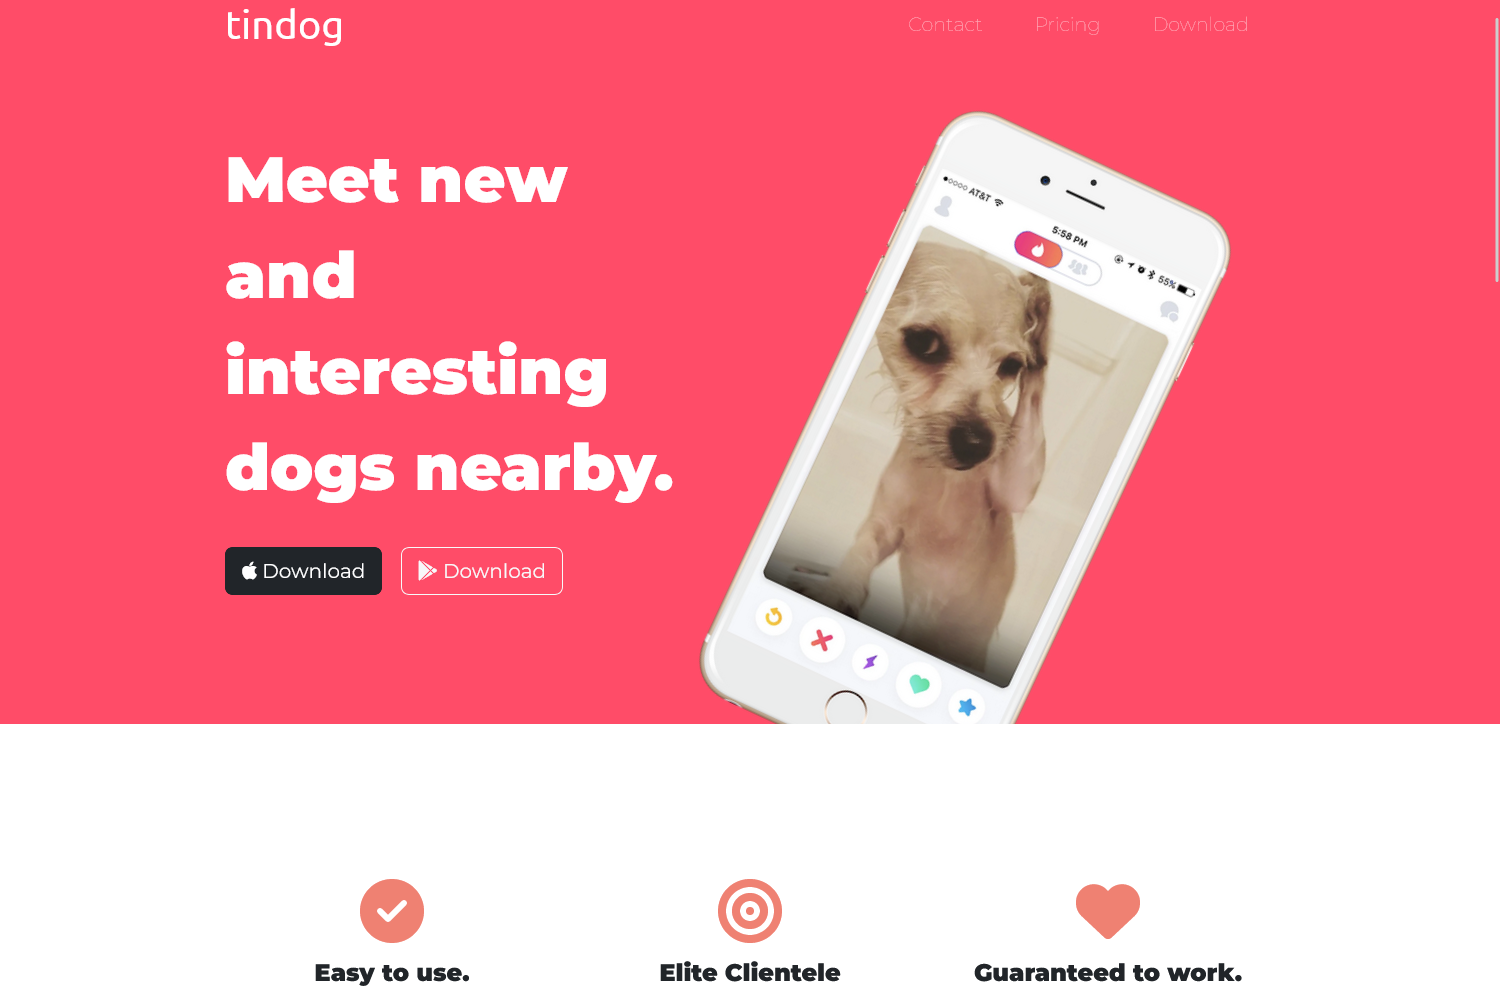 tindog
Contact
Pricing
Download
Meet new
and
interesting
dogs nearby.
Download
Download
AT&T
5:58 PM
55%
Easy to use.
Elite Clientele
Guaranteed to work.